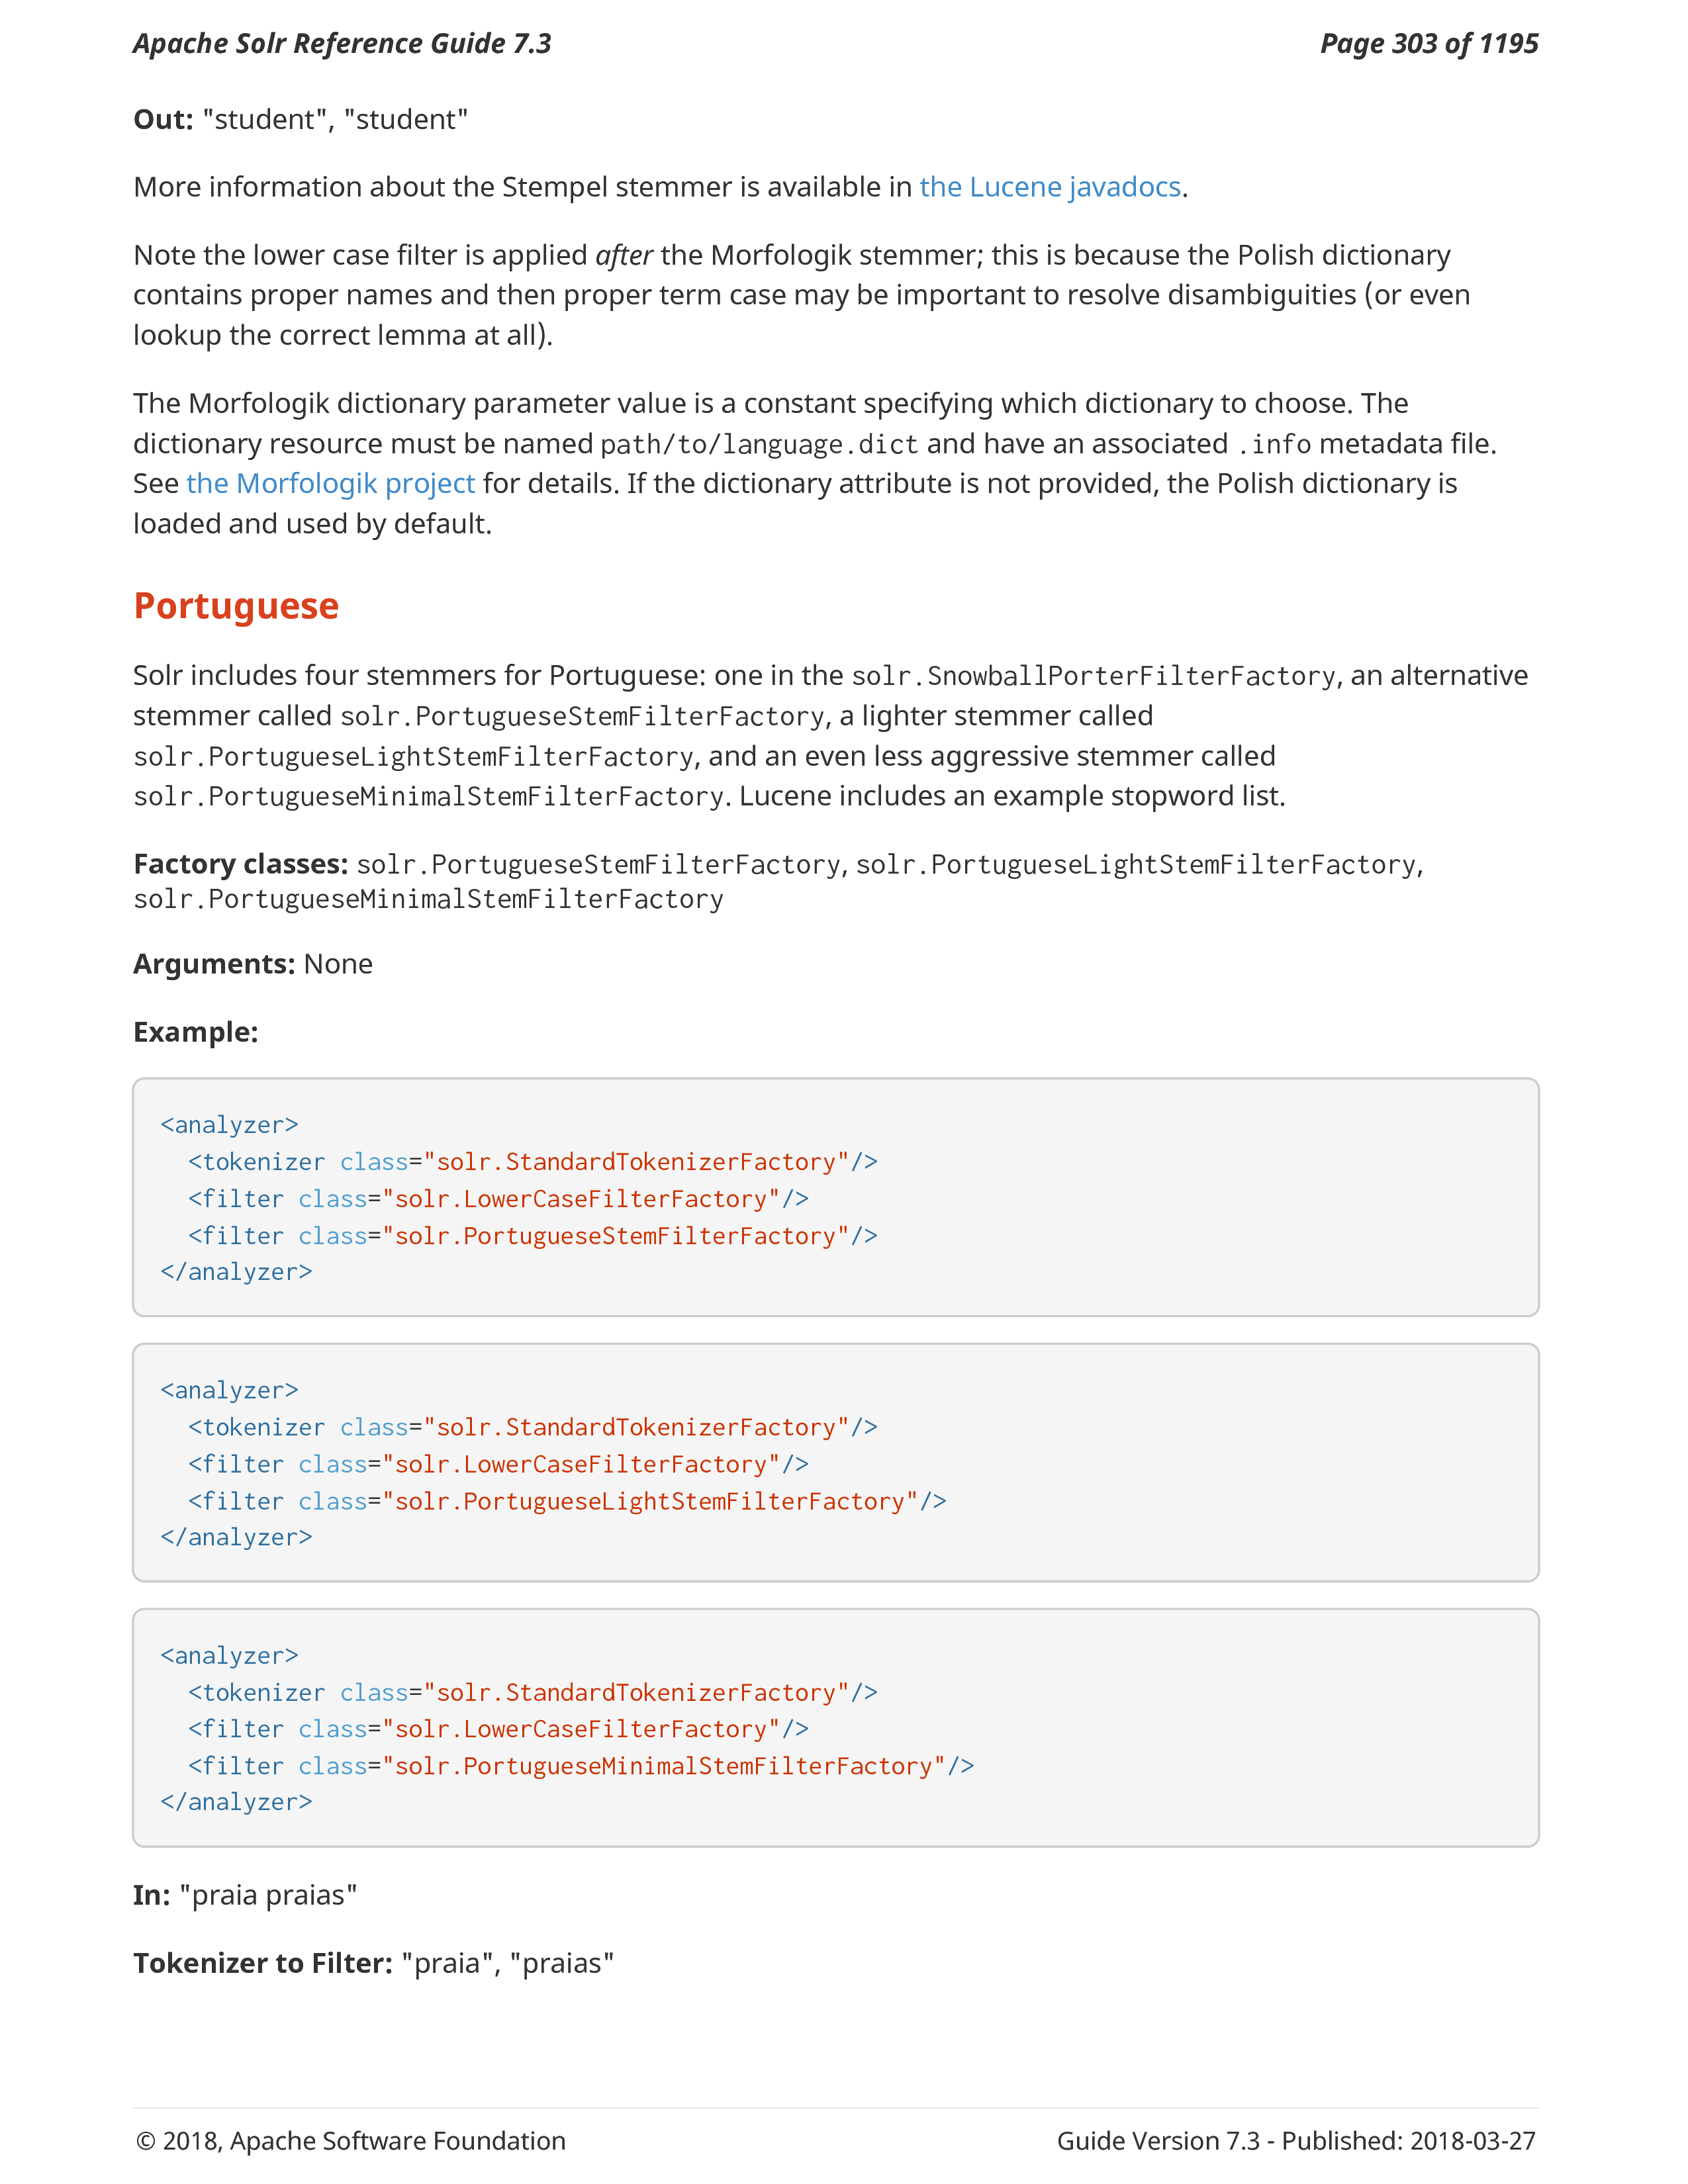 Apache Solr Reference Guide 7.3
Page 303 of 1195
Out: "student", "student"
More information about the Stempel stemmer is available in the Lucene javadocs.
Note the lower case filter is applied after the Morfologik stemmer; this is because the Polish dictionary
contains proper names and then proper term case may be important to resolve disambiguities (or even
lookup the correct lemma at all).
The Morfologik dictionary parameter value is a constant specifying which dictionary to choose. The
dictionary resource must be named path/to/language.dict and have an associated .info metadata file.
See the Morfologik project for details. If the dictionary attribute is not provided, the Polish dictionary is
loaded and used by default.
Portuguese
Solr includes four stemmers for Portuguese: one in the solr.SnowballPorterFilterFactory, an alternative
stemmer called solr.PortugueseStemFilterFactory, a lighter stemmer called
solr.PortugueseLightStemFilterFactory, and an even less aggressive stemmer called
solr.PortugueseMinimalStemFilterFactory. Lucene includes an example stopword list.
Factory classes: solr.PortugueseStemFilterFactory, solr.PortugueseLightStemFilterFactory,
solr.PortugueseMinimalStemFilterFactory
Arguments: None
Example:
<analyzer>
  <tokenizer class="solr.StandardTokenizerFactory"/>
  <filter class="solr.LowerCaseFilterFactory"/>
  <filter class="solr.PortugueseStemFilterFactory"/>
</analyzer>
<analyzer>
  <tokenizer class="solr.StandardTokenizerFactory"/>
  <filter class="solr.LowerCaseFilterFactory"/>
  <filter class="solr.PortugueseLightStemFilterFactory"/>
</analyzer>
<analyzer>
  <tokenizer class="solr.StandardTokenizerFactory"/>
  <filter class="solr.LowerCaseFilterFactory"/>
  <filter class="solr.PortugueseMinimalStemFilterFactory"/>
</analyzer>
In: "praia praias"
Tokenizer to Filter: "praia", "praias"
© 2018, Apache Software Foundation
Guide Version 7.3 - Published: 2018-03-27